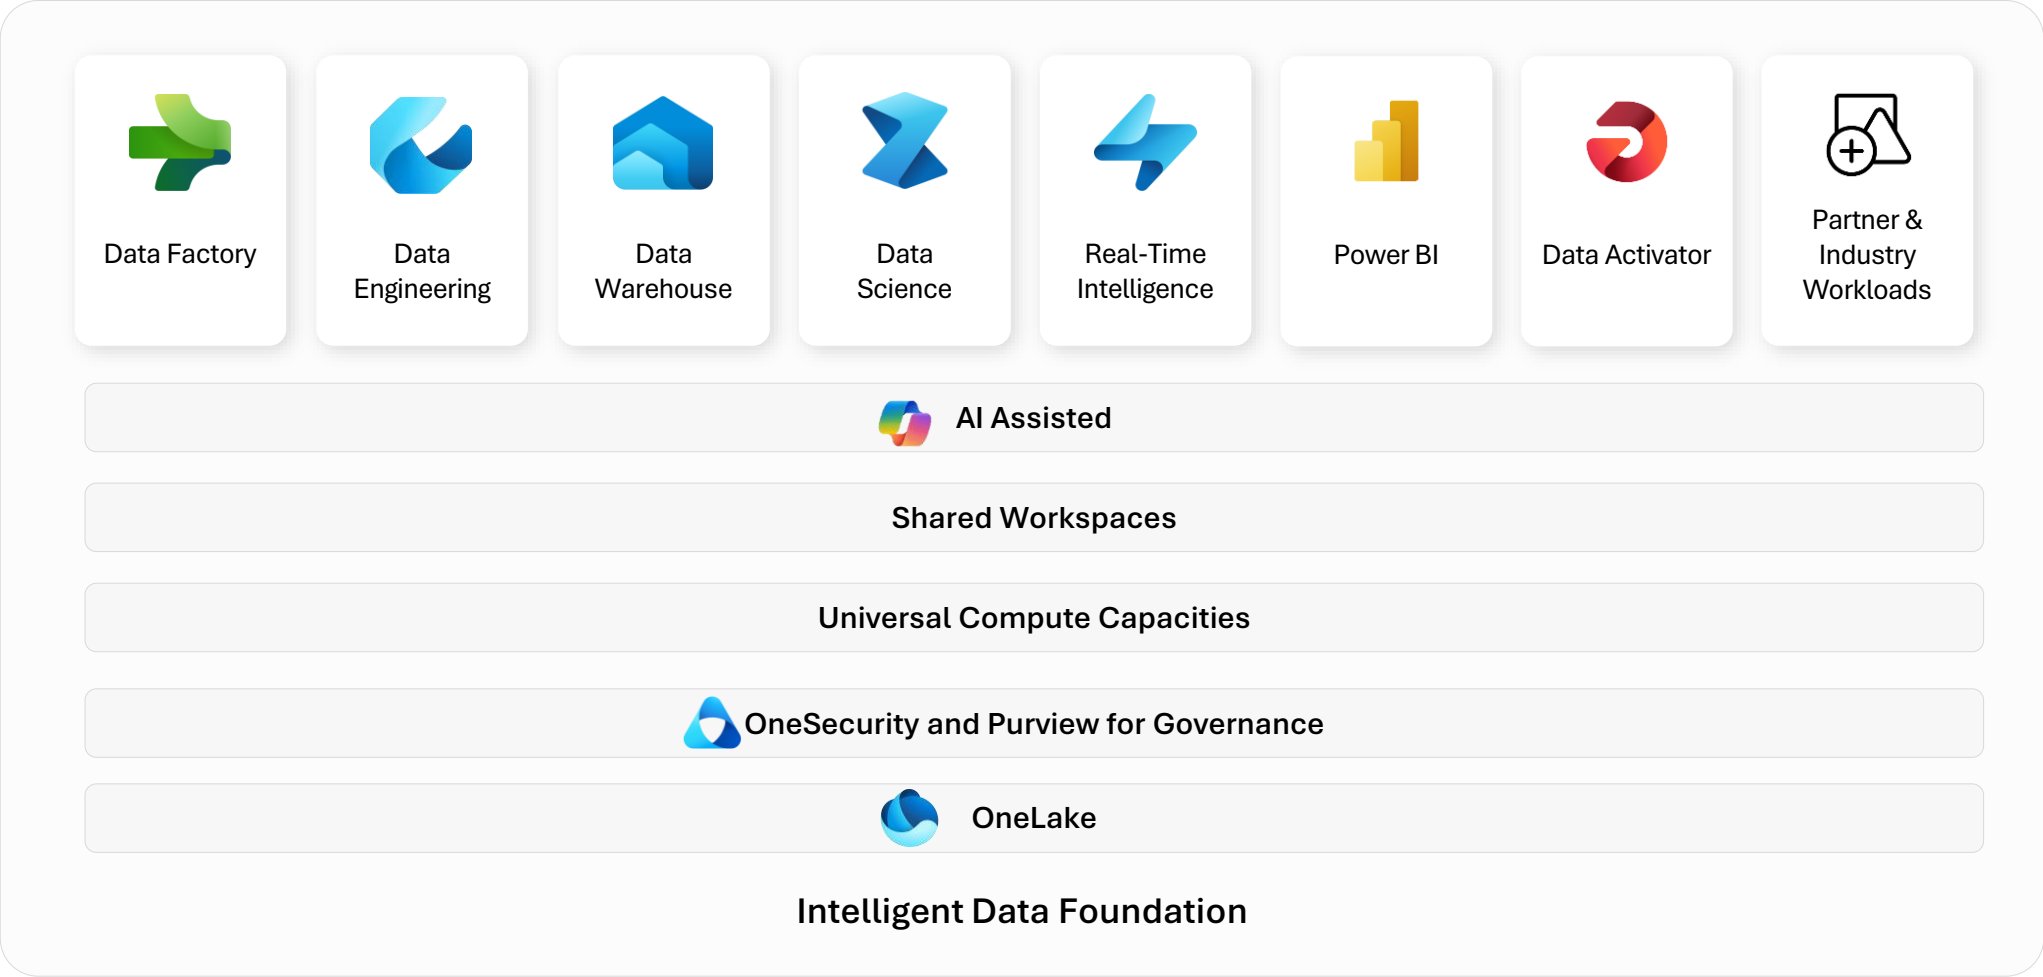 Data Factory
Data
Engineering
Data
Warehouse
Data
Science
Real-Time
Intelligence
Power BI
Data Activator
Partner &
Industry
Workloads
AI Assisted
Shared Workspaces
Universal Compute Capacities
OneSecurity and Purview for Governance
OneLake
Intelligent Data Foundation